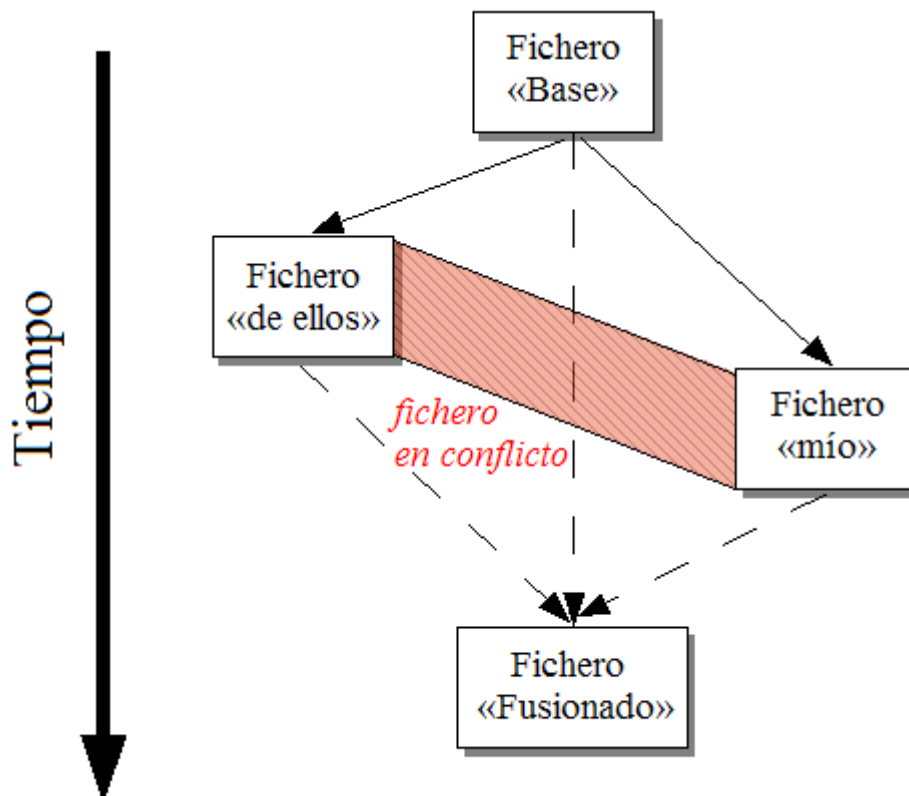 Fichero
«Base»
Tiempo
Fichero
«de ellos»
fichero
en conflicto
Fichero
«mío»
Fichero
«Fusionado»